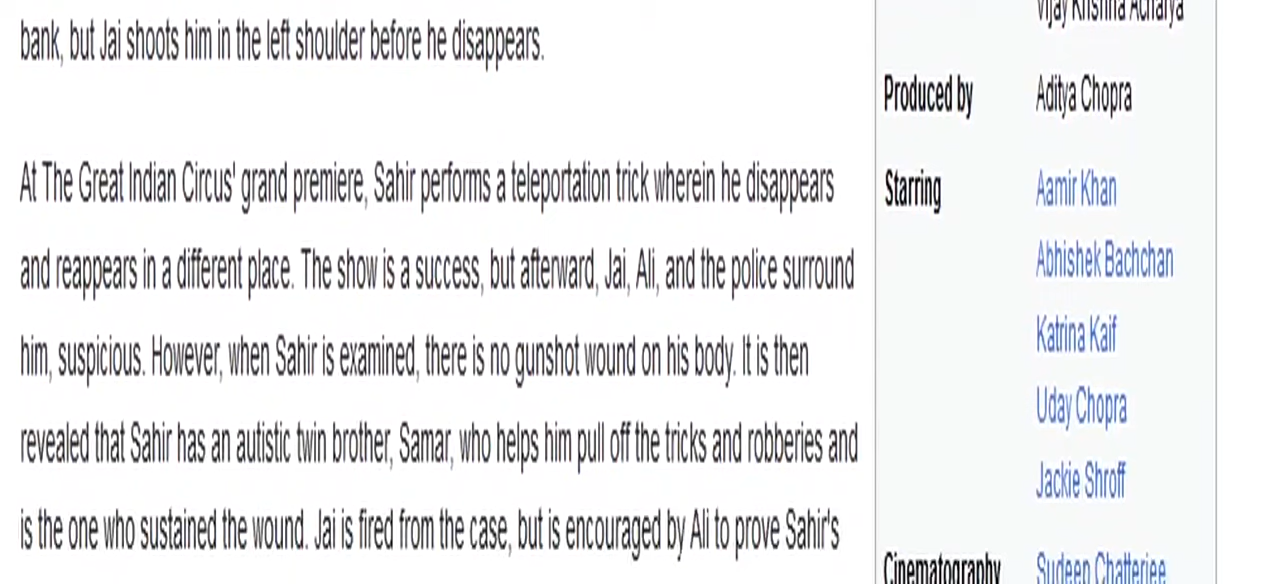 bank, but Jai shoots him in the left shoulder before he disappears.
At The Great Indian Circus' grand premiere, Sahir performs a teleportation trick wherein he disappears
and reappears in a different place. The show is a success, but afterward, Jai, Ali, and the police surround
him, suspicious. However, when Sahir is examined, there is no gunshot wound on his body. It is then
revealed that Sahir has an autistic twin brother, Samar, who helps him pull off the tricks and robberies and
is the one who sustained the wound. Jai is fired from the case, but is encouraged by Ali to prove Sahir's
Vijay Krishna Acharya
Produced by Aditya Chopra
Starring Aamir Khan
Abhishek Bachchan
Katrina Kaif
Uday Chopra
Jackie Shroff
Cinematography Sudeep Chatterjee